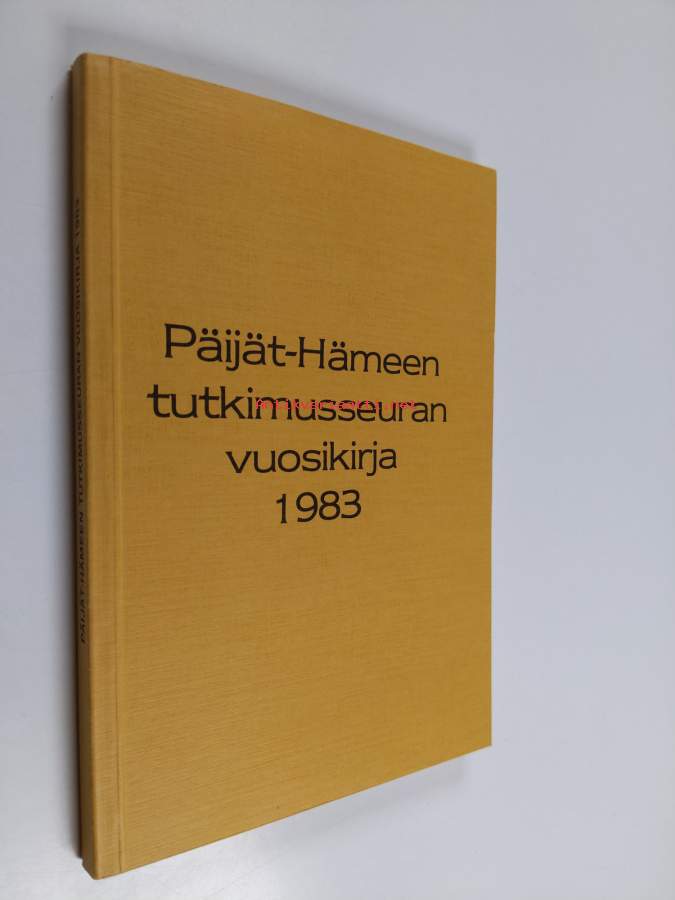 Päijät-Hämeen
tutkimusseuran
vuosikirja
1983
PÄIJÄT-HÄMEEN TUTKIMUSSEURAN VUOSIKIRJA 1983